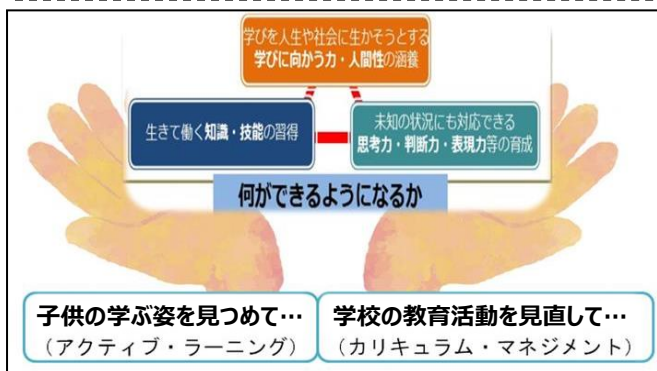 学びを人生や社会に生かそうとする
学びに向かう力・人間性の涵養
生きて働く知識・技能の習得
未知の状況にも対応できる
思考力・判断力・表現力等の育成
何ができるようになるか
子供の学ぶ姿を見つめて…
（アクティブ・ラーニング）
学校の教育活動を見直して…
（カリキュラム・マネジメント）